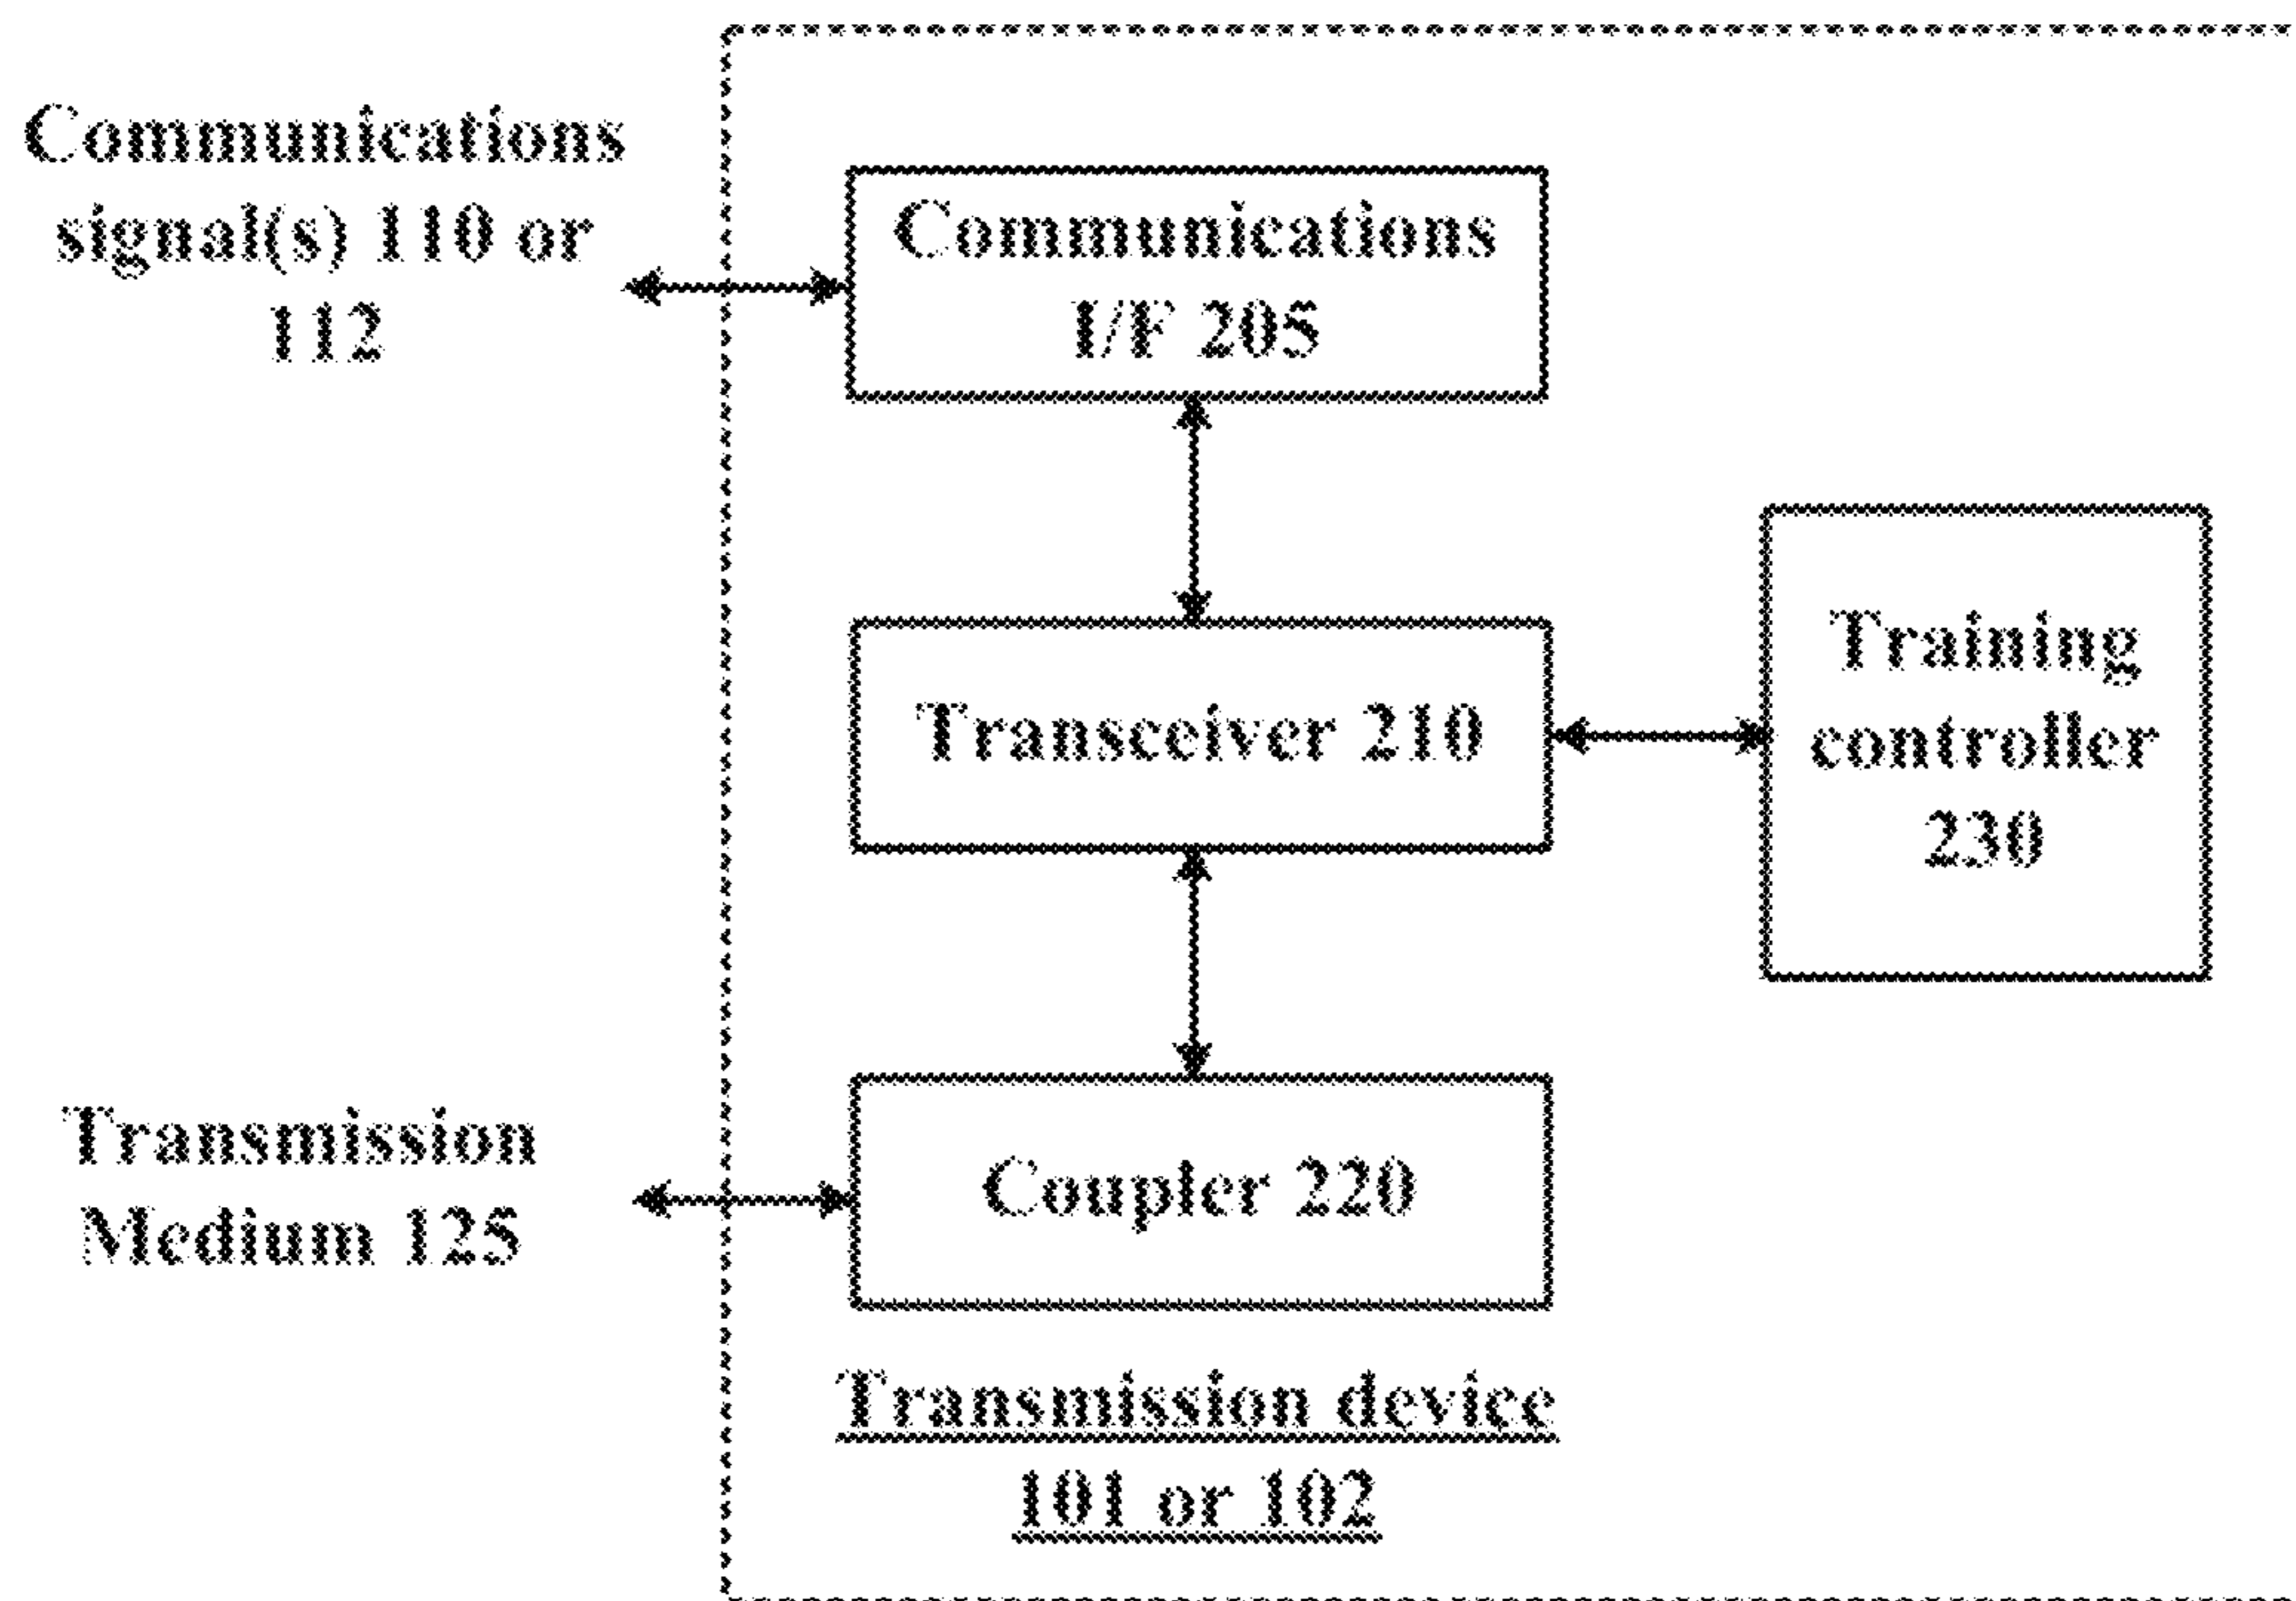 Communications
signal(s) 110 or
112
Communications
I/F 205
Transceiver 210
Training
controller
230
Transmission
Medium 125
Coupler 220
Transmission device
101 or 102